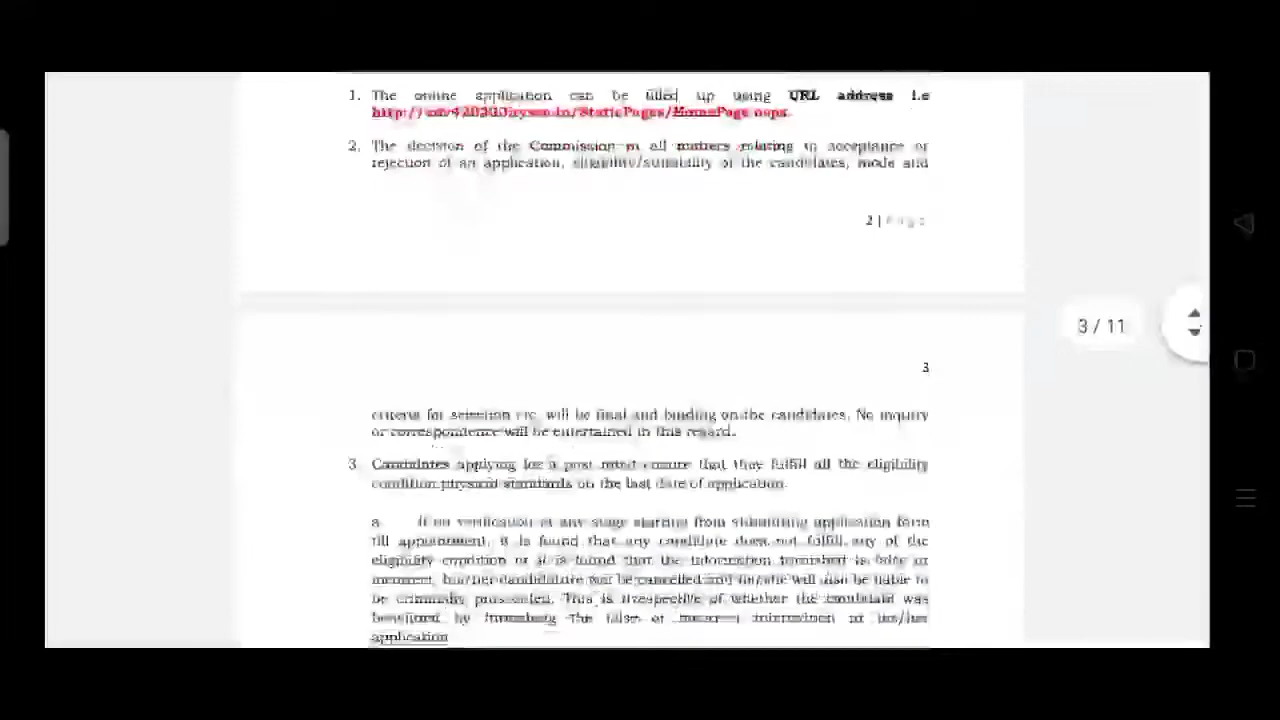 1. The online application can be filled up using URL address i.e
2. The decision of the Commission in all matters relating to acceptance or
rejection of an application, eligibility/suitability of the candidates, mode and
2 | P a g e
3 / 11
3
criteria for selection etc. will be final and binding on the candidates. No inquiry
or correspondence will be entertained in this regard.
3. Candidates applying for a post must ensure that they fulfill all the eligibility
condition physical standards on the last date of application.
a. If on verification at any stage starting from submitting application form
till appointment, it is found that any candidate does not fulfill any of the
eligibility condition or it is found that the information furnished is false or
incorrect, his/her candidature will be cancelled and he/she will also be liable to
be criminally prosecuted. This is irrespective of whether the candidate was
benefitted by furnishing the false or incorrect information in his/her
application